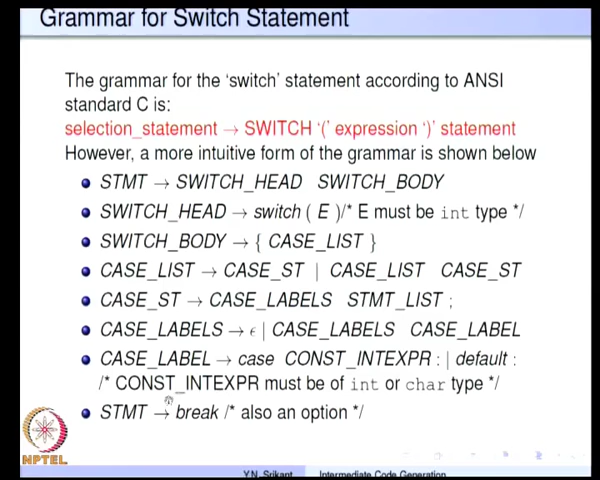 Grammar for Switch Statement
The grammar for the ‘switch’ statement according to ANSI
standard C is:
selection_statement → SWITCH ‘(’ expression ‘)’ statement
However, a more intuitive form of the grammar is shown below
STMT → SWITCH_HEAD SWITCH_BODY
SWITCH_HEAD → switch ( E )/* E must be int type */
SWITCH_BODY → { CASE_LIST }
CASE_LIST → CASE_ST | CASE_LIST CASE_ST
CASE_ST → CASE_LABELS STMT_LIST ;
CASE_LABELS → ϵ | CASE_LABELS CASE_LABEL
CASE_LABEL → case CONST_INTEXPR : | default :
/* CONST_INTEXPR must be of int or char type */
STMT → break /* also an option */
NPTEL
Y.N. Srikant Intermediate Code Generation